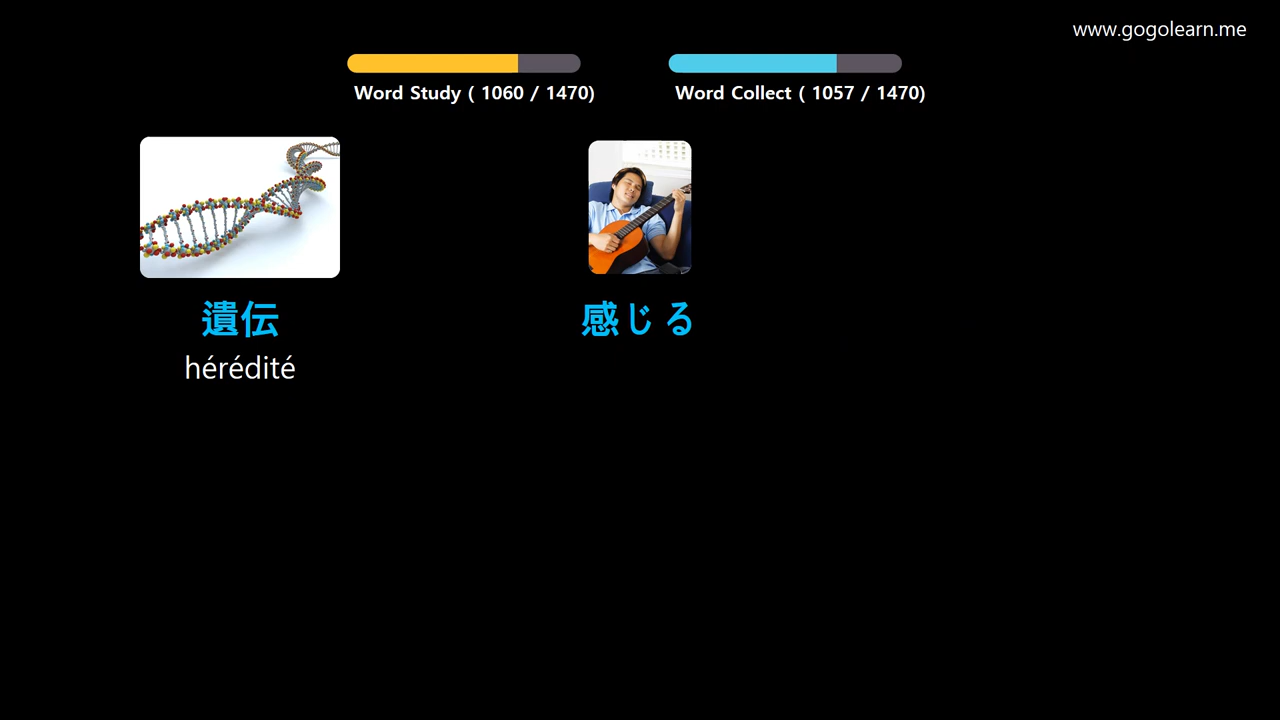 www.gogolearn.me
Word Study ( 1060 / 1470)
Word Collect ( 1057 / 1470)
遺伝
感じる
hérédité